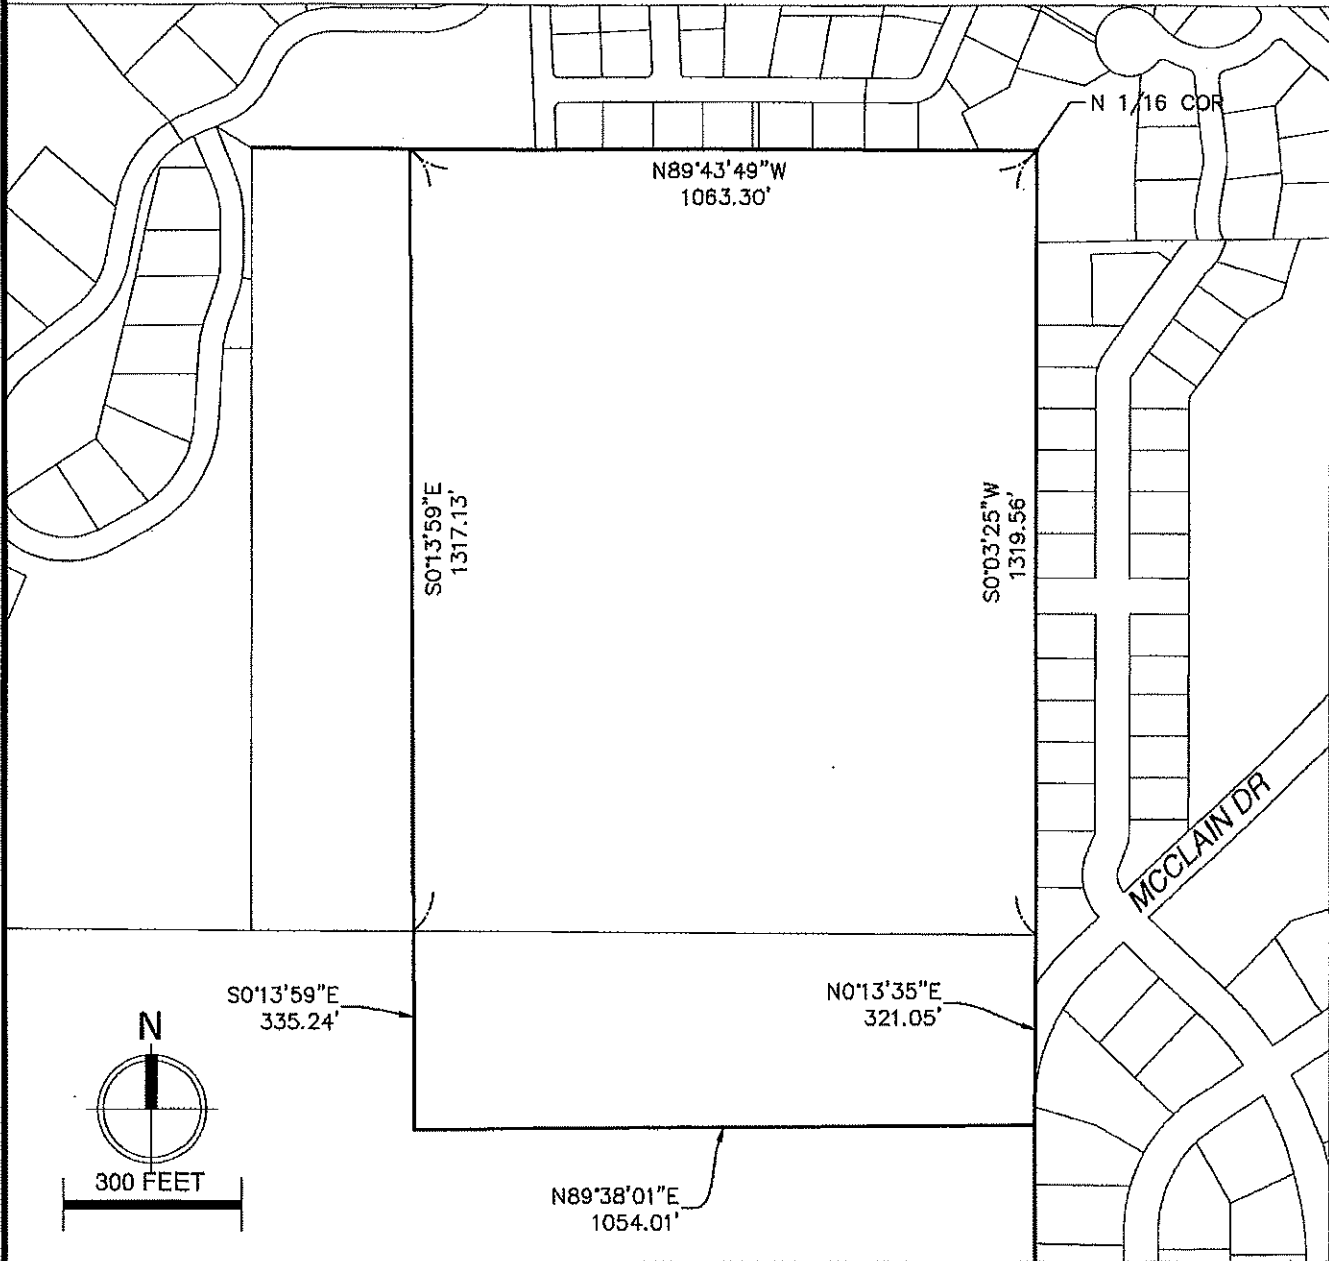 N 1/16 COR
N89°43'49"W
1063.30'
S0°13'59"E
1317.13'
S0°03'25"W
1319.56'
MCCLAIN DR
S0°13'59"E
335.24'
N0°13'35"E
321.05'
N
300 FEET
N89°38'01"E
1054.01'